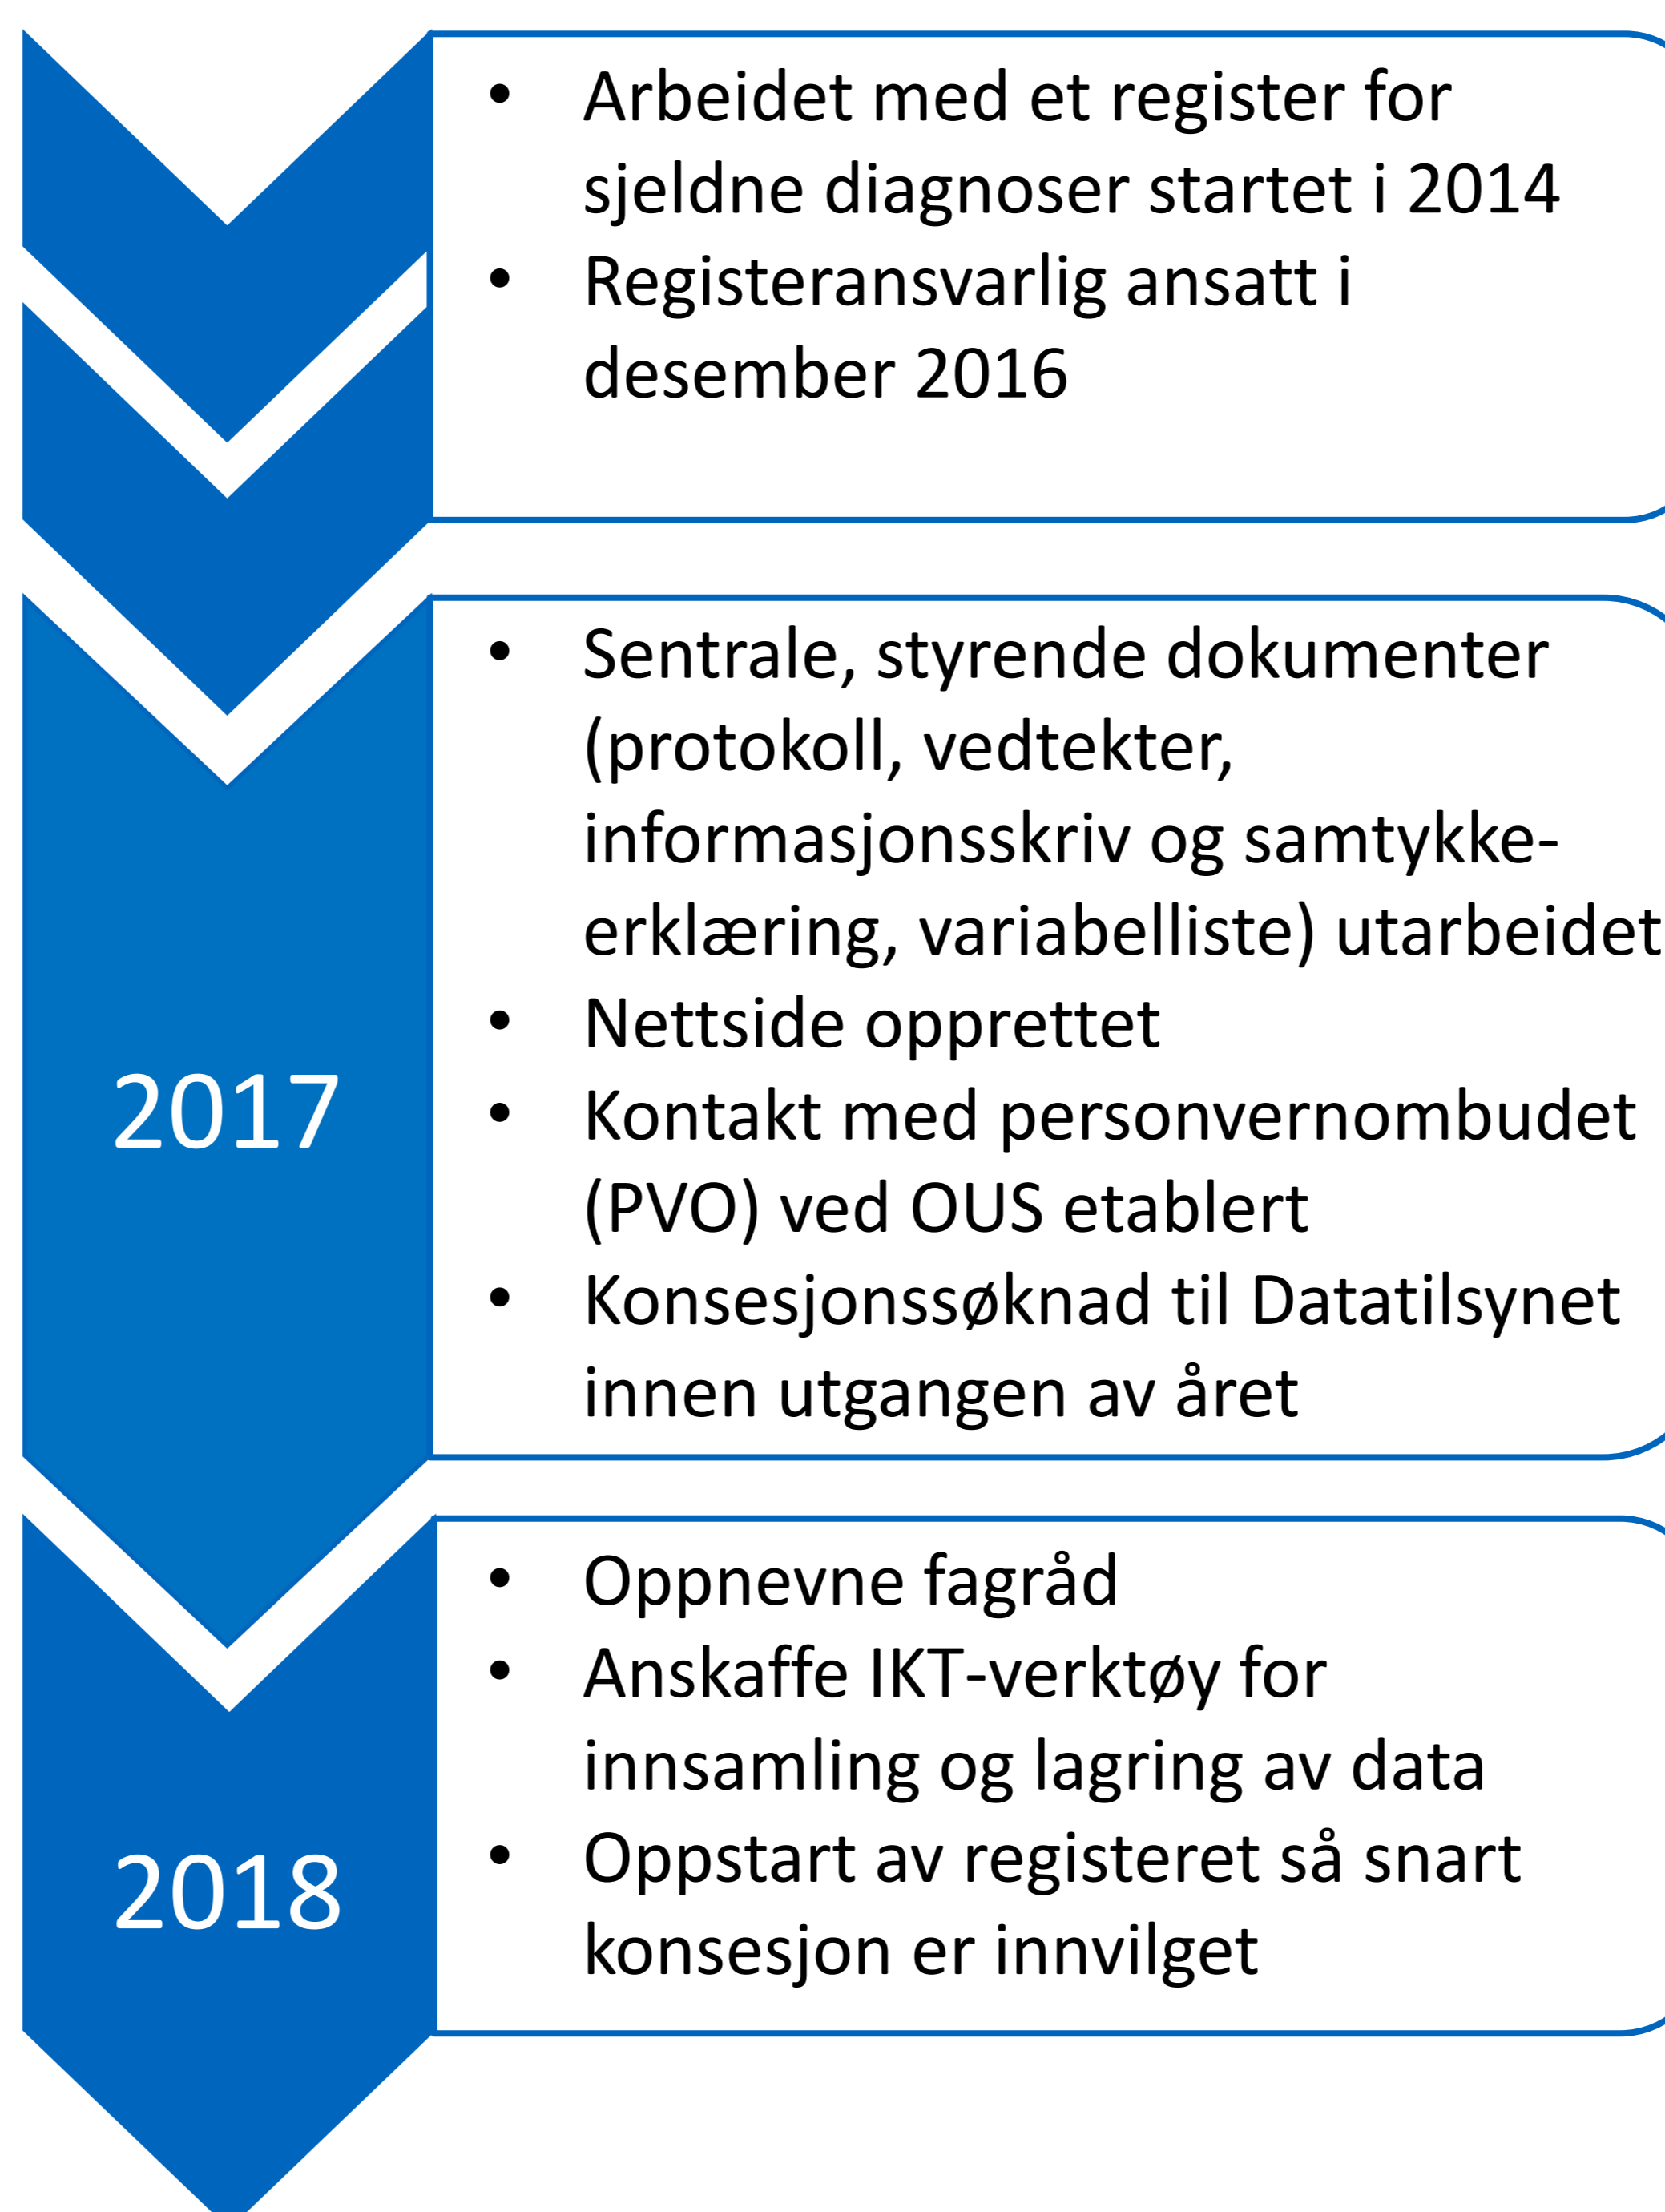 • Arbeidet med et register for
sjeldne diagnoser startet i 2014
• Registeransvarlig ansatt i
desember 2016
2017
• Sentrale, styrende dokumenter
(protokoll, vedtekter,
informasjonsskriv og samtykke-
erklæring, variabelliste) utarbeidet
• Nettside opprettet
• Kontakt med personvernombudet
(PVO) ved OUS etablert
• Konsesjonssøknad til Datatilsynet
innen utgangen av året
2018
• Oppnevne fagråd
• Anskaffe IKT-verktøy for
innsamling og lagring av data
• Oppstart av registeret så snart
konsesjon er innvilget